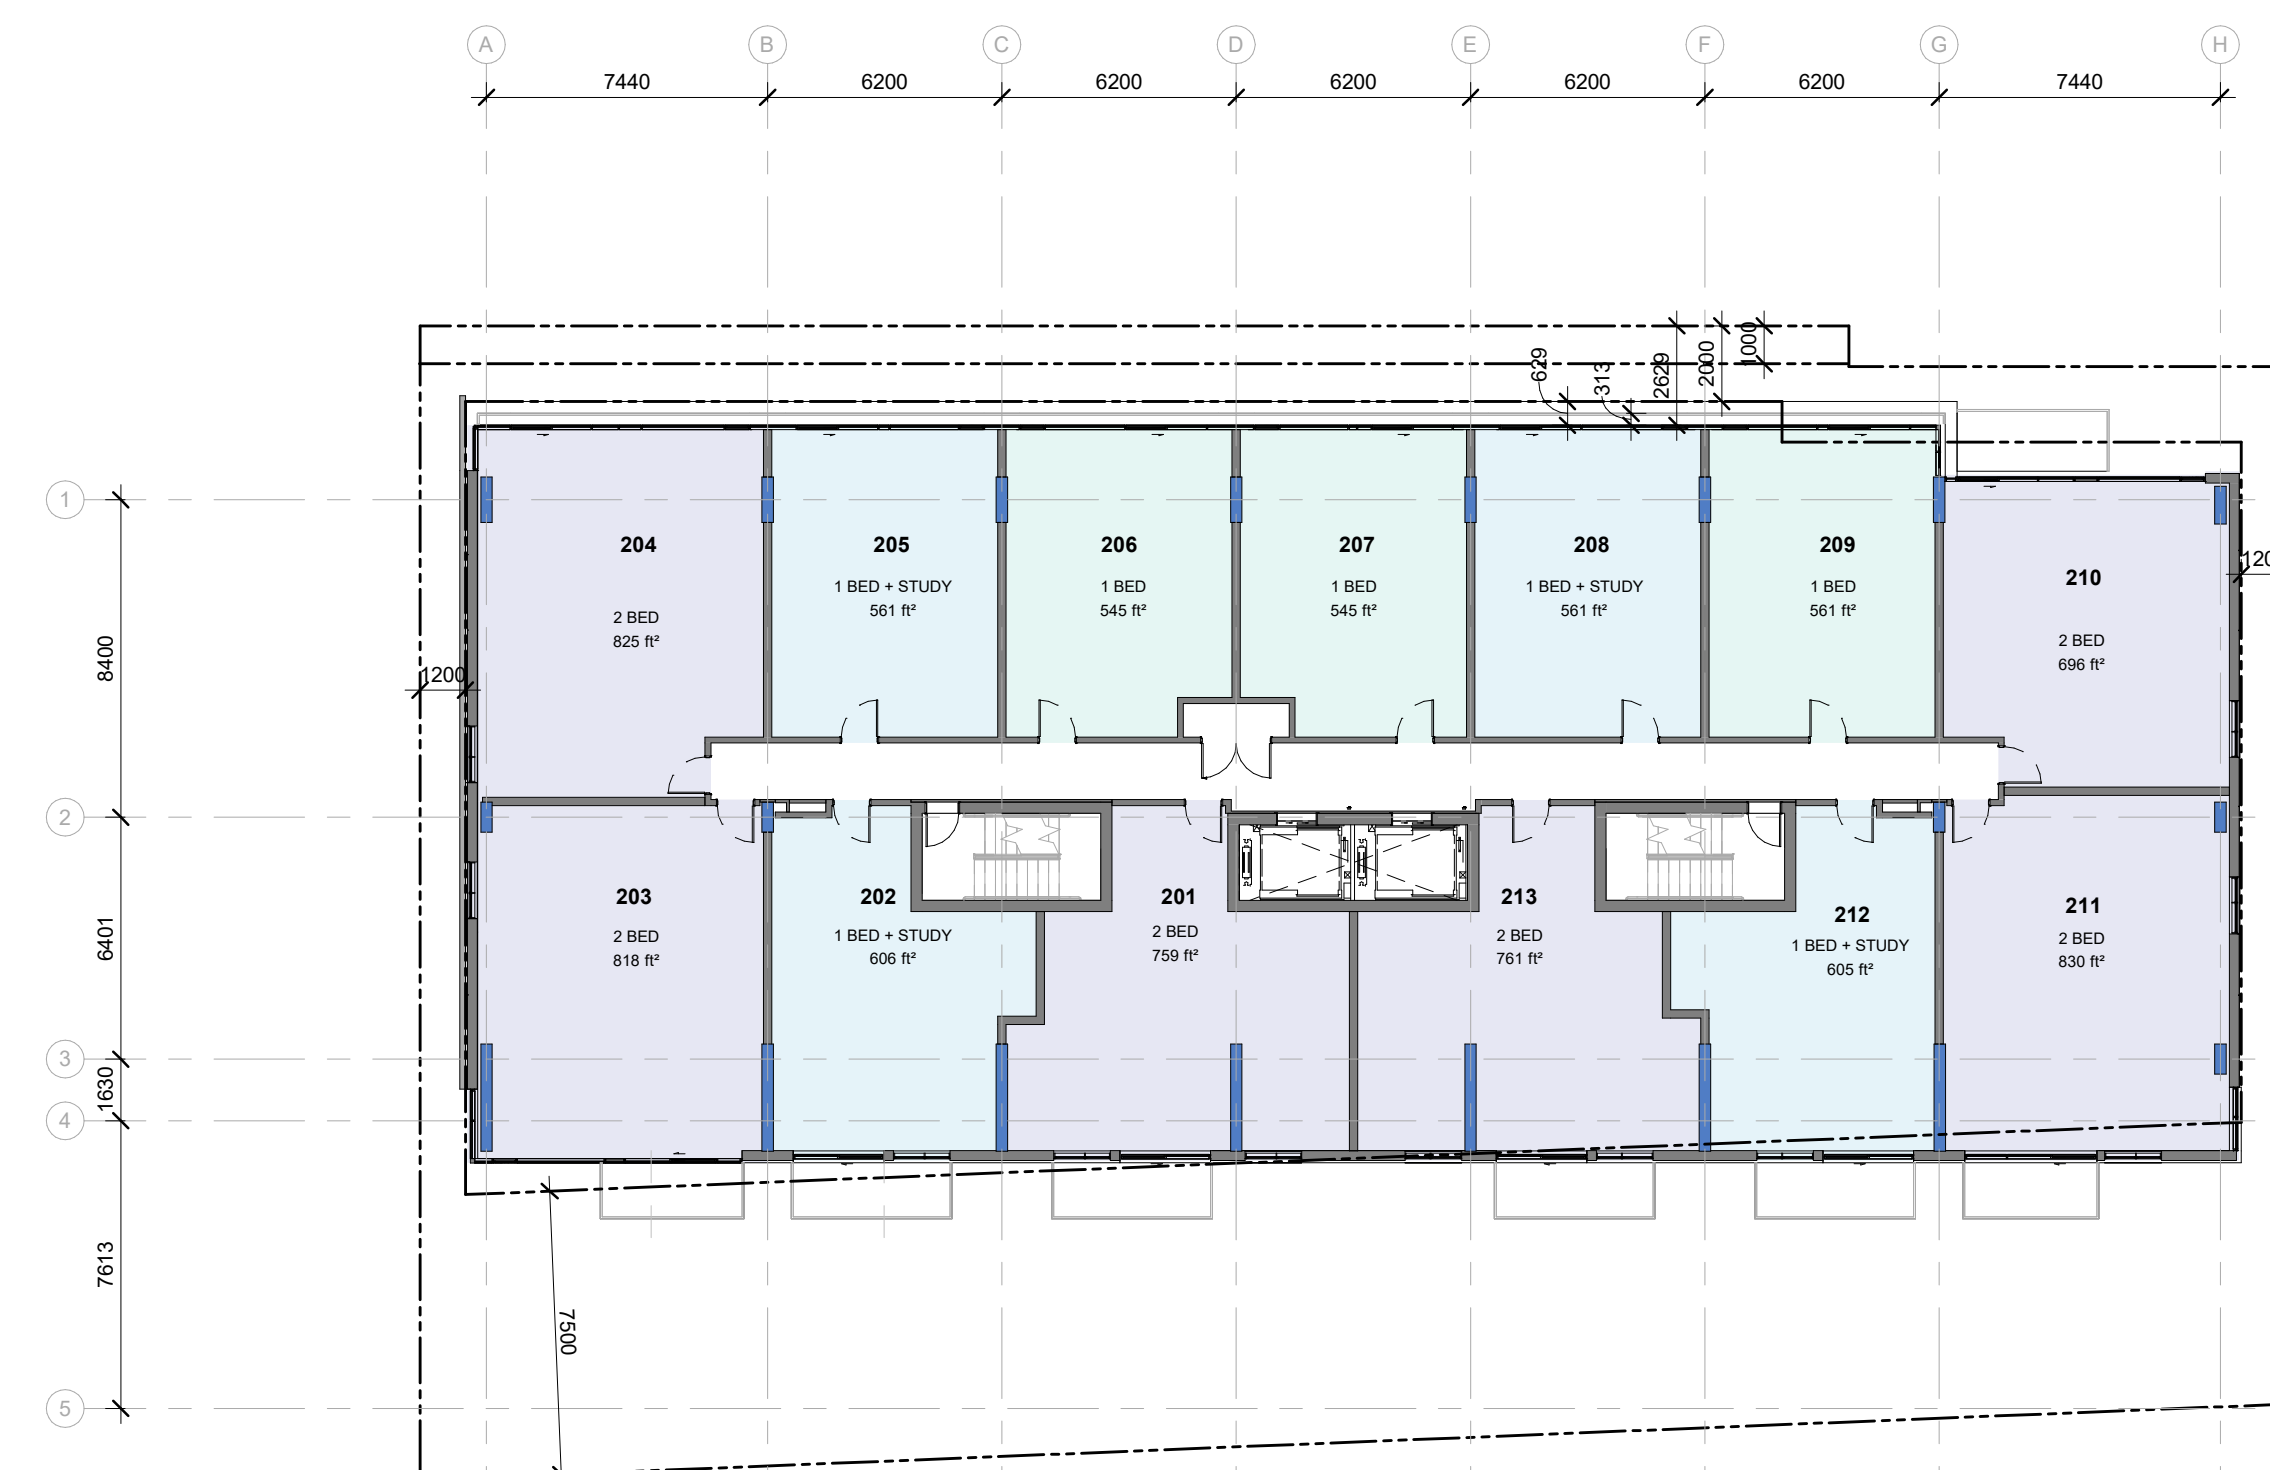 A B C D E F G H
7440 6200 6200 6200 6200 6200 7440
629 313 2629 2000 1000
1
204 205 206 207 208 209
210
120
1 BED + STUDY 1 BED 1 BED 1 BED + STUDY 1 BED
561 ft² 545 ft² 545 ft² 561 ft² 561 ft²
2 BED
825 ft²
2 BED
696 ft²
8400
1200
2
203 202 201 213
212 211
2 BED 1 BED + STUDY 2 BED 2 BED 1 BED + STUDY 2 BED
818 ft² 606 ft² 759 ft² 761 ft² 605 ft² 830 ft²
6401
3
1630
4
7613
7500
5